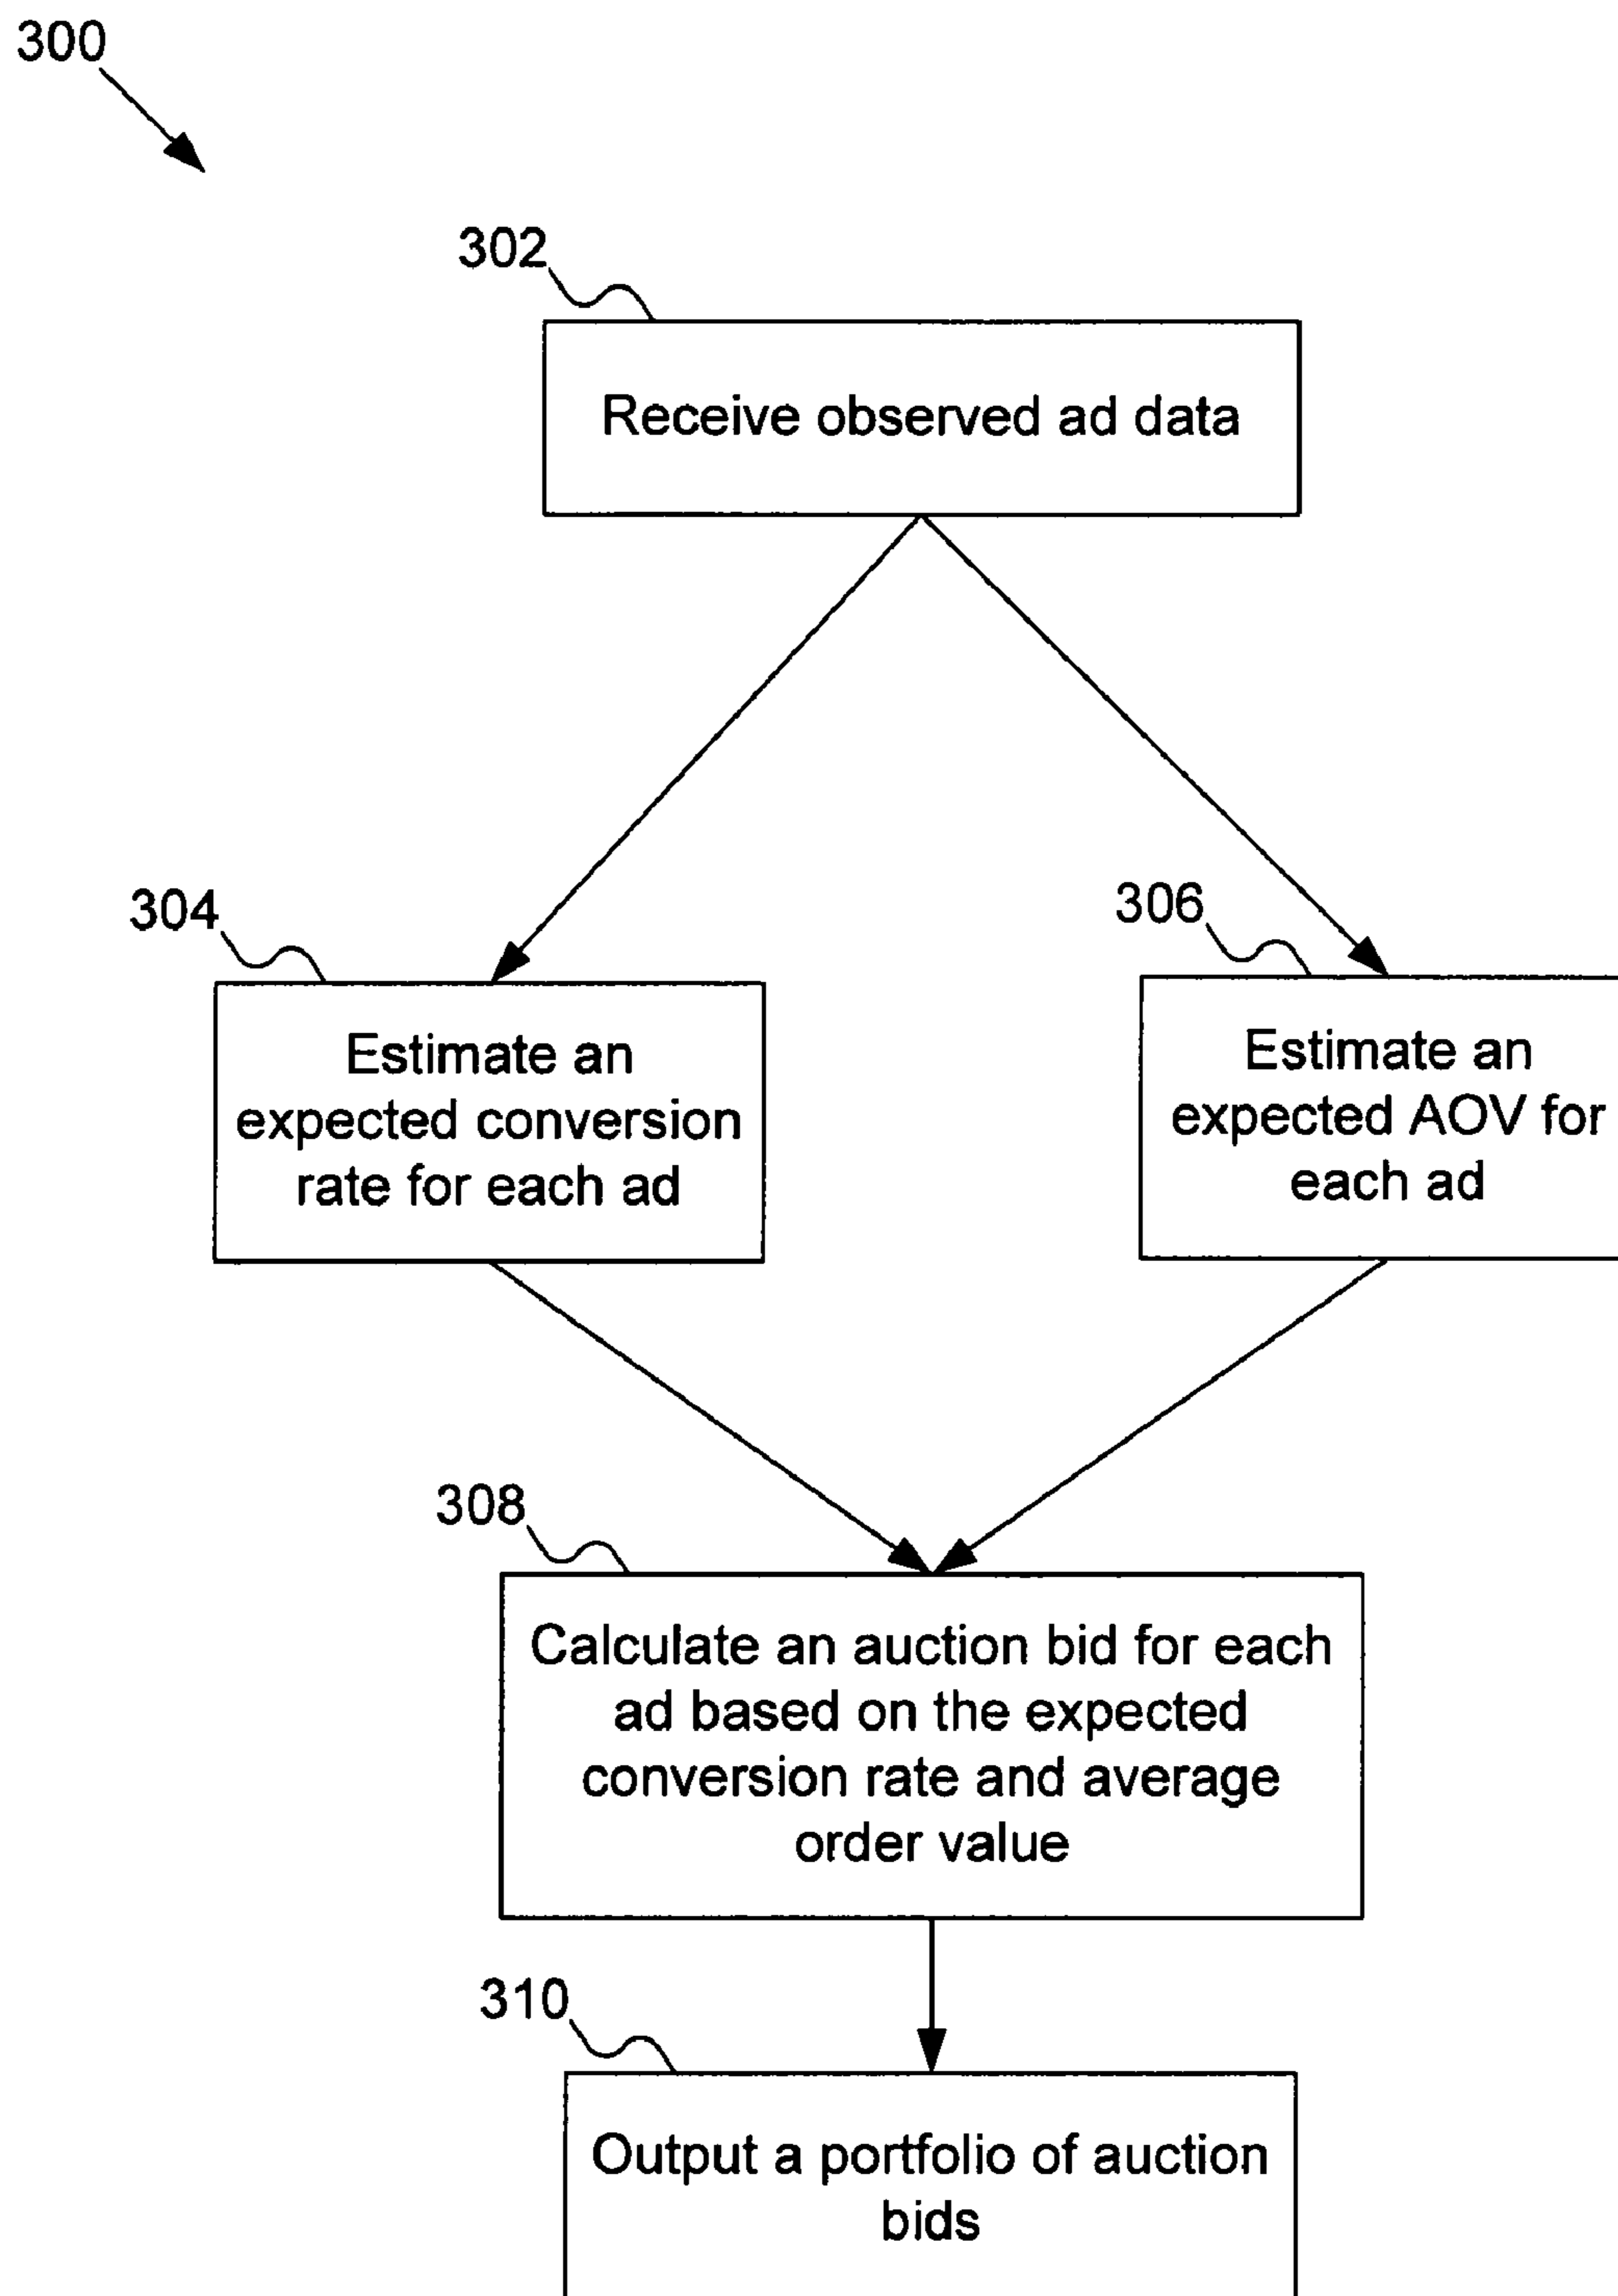 300
302
Receive observed ad data
304
Estimate an
expected conversion
rate for each ad
306
Estimate an
expected AOV for
each ad
308
Calculate an auction bid for each
ad based on the expected
conversion rate and average
order value
310
Output a portfolio of auction
bids